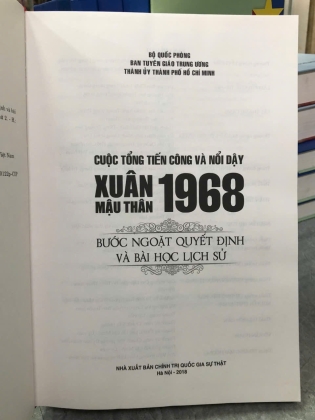 BỘ QUỐC PHÒNG
BAN TUYÊN GIÁO TRUNG ƯƠNG
THÀNH ỦY THÀNH PHỐ HỒ CHÍ MINH
CUỘC TỔNG TIẾN CÔNG VÀ NỔI DẬY
XUÂN
MẬU THÂN 1968
BƯỚC NGOẶT QUYẾT ĐỊNH
VÀ BÀI HỌC LỊCH SỬ
NHÀ XUẤT BẢN CHÍNH TRỊ QUỐC GIA SỰ THẬT
Hà Nội - 2018